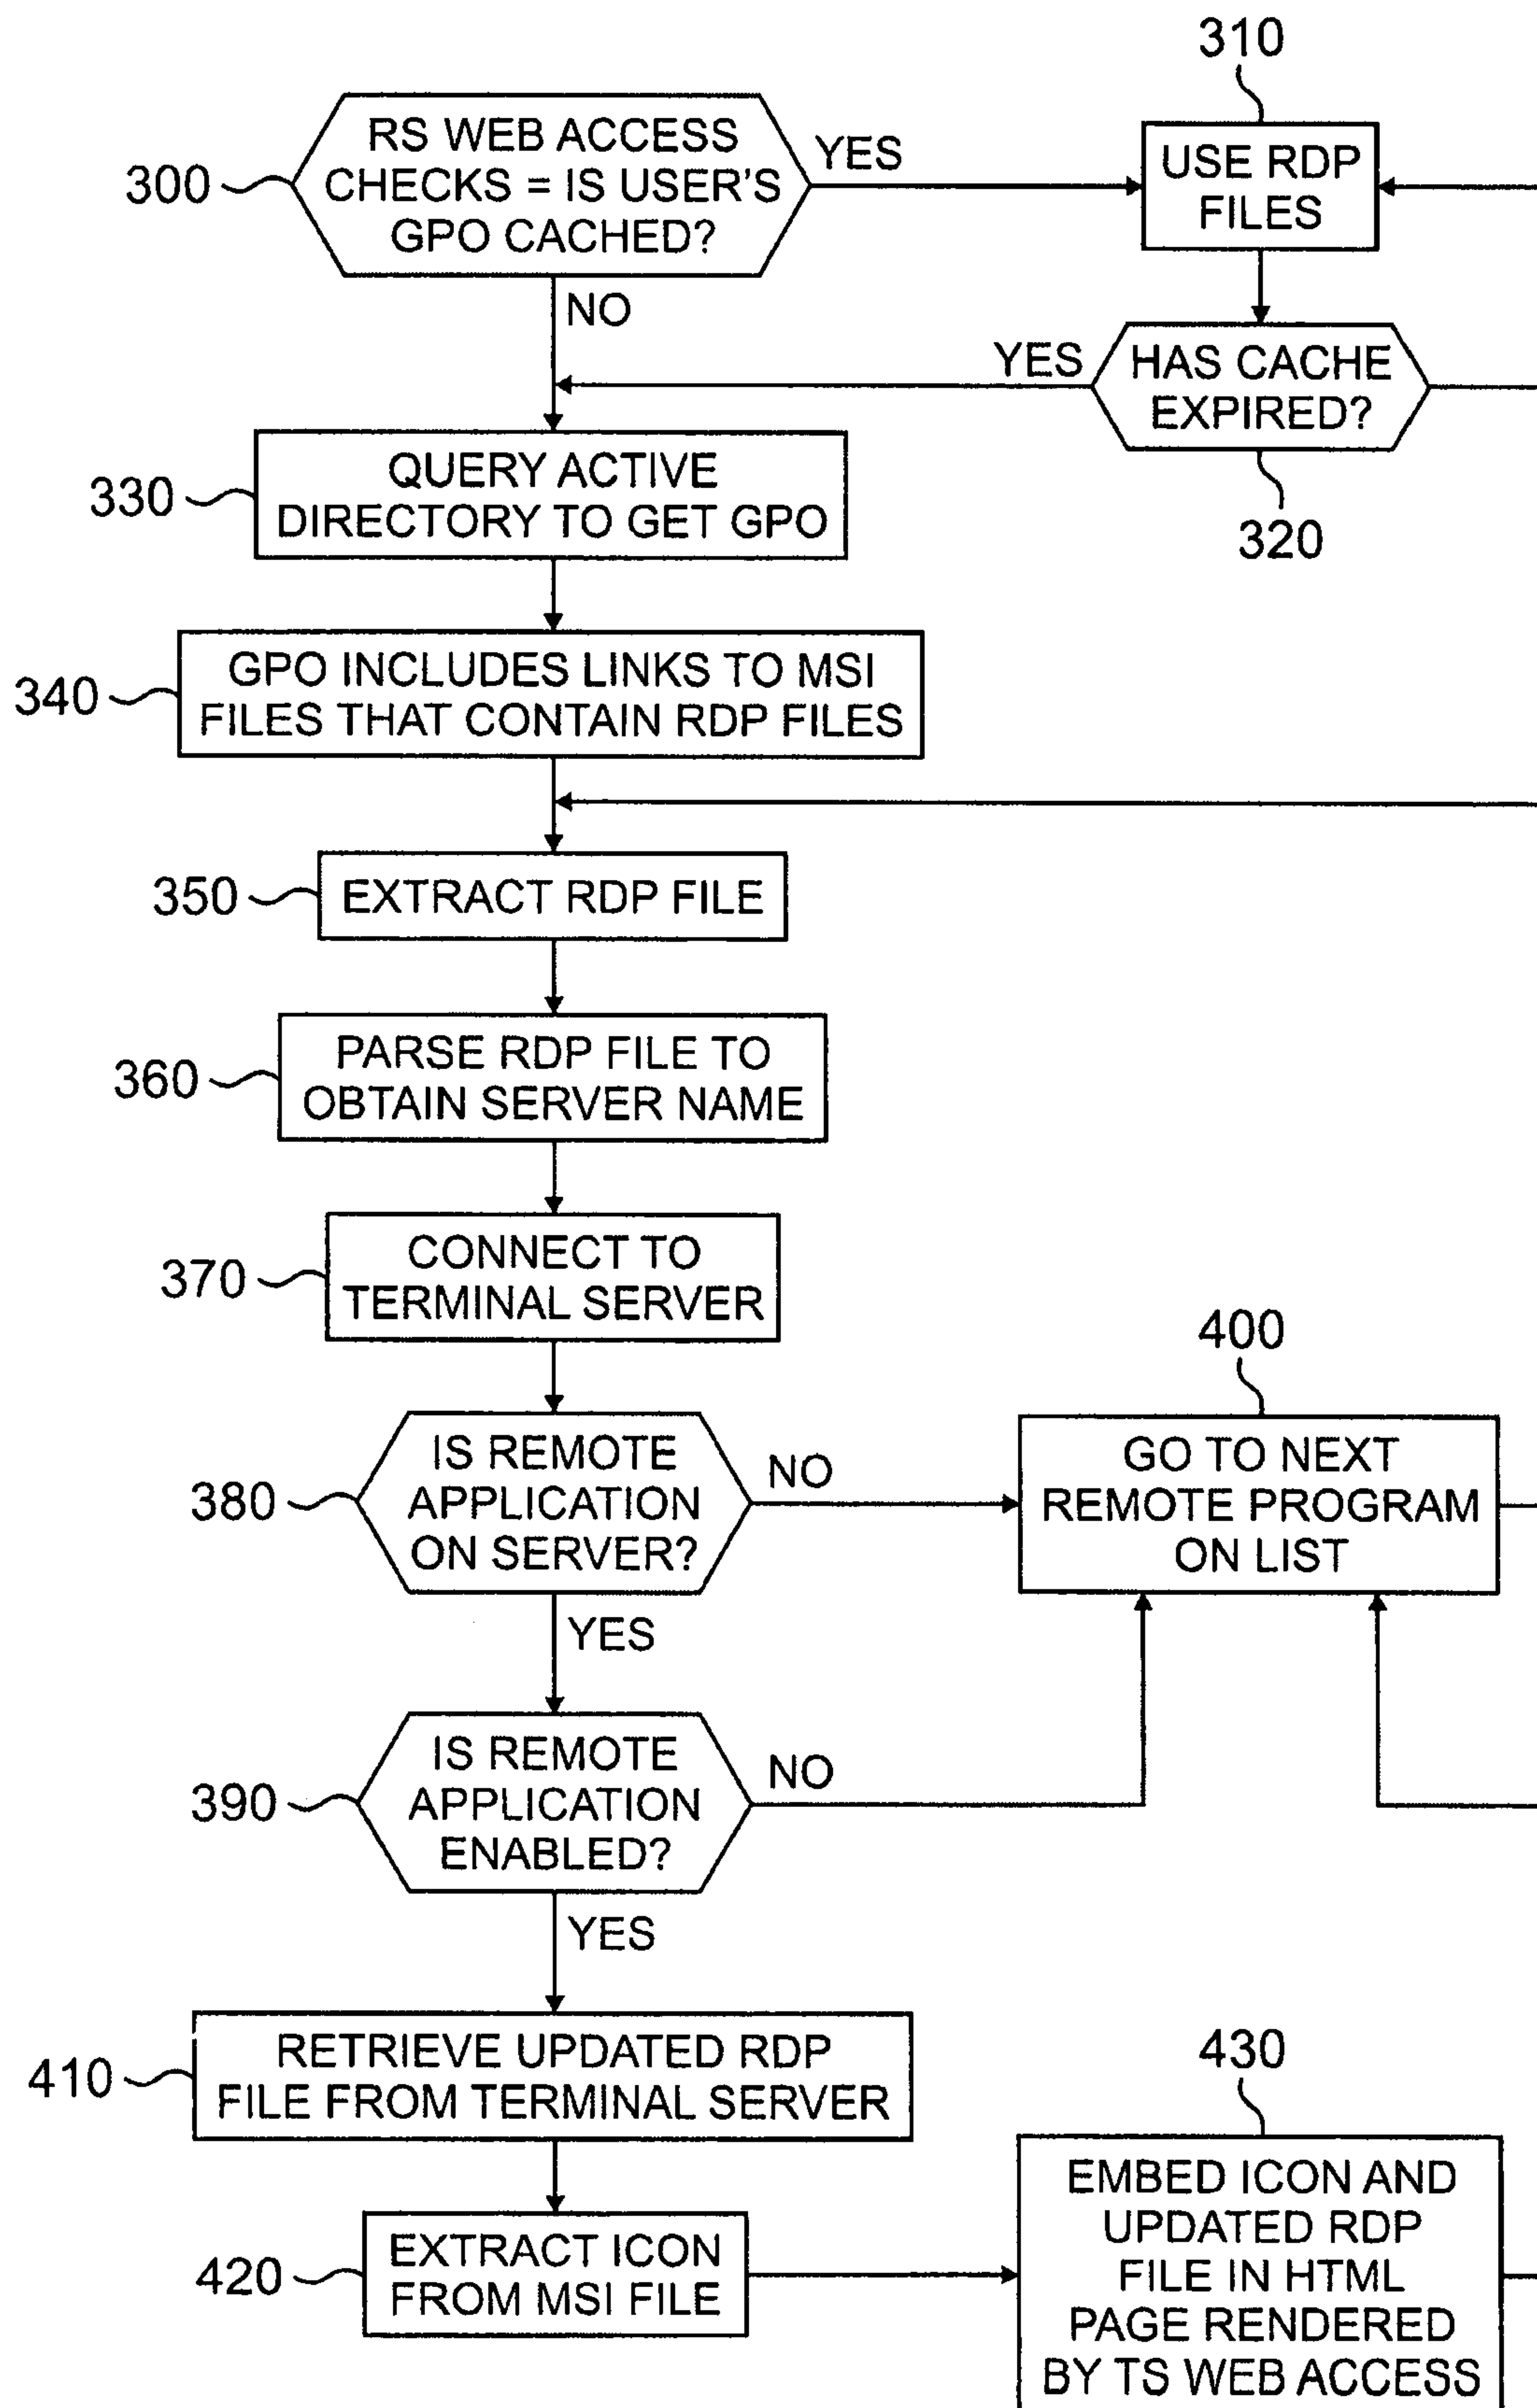 310
300
RS WEB ACCESS
CHECKS = IS USER'S
GPO CACHED?
YES
USE RDP
FILES
NO
YES
HAS CACHE
EXPIRED?
320
330
QUERY ACTIVE
DIRECTORY TO GET GPO
340
GPO INCLUDES LINKS TO MSI
FILES THAT CONTAIN RDP FILES
350
EXTRACT RDP FILE
360
PARSE RDP FILE TO
OBTAIN SERVER NAME
370
CONNECT TO
TERMINAL SERVER
380
IS REMOTE
APPLICATION
ON SERVER?
NO
400
GO TO NEXT
REMOTE PROGRAM
ON LIST
YES
390
IS REMOTE
APPLICATION
ENABLED?
NO
YES
410
RETRIEVE UPDATED RDP
FILE FROM TERMINAL SERVER
420
EXTRACT ICON
FROM MSI FILE
430
EMBED ICON AND
UPDATED RDP
FILE IN HTML
PAGE RENDERED
BY TS WEB ACCESS